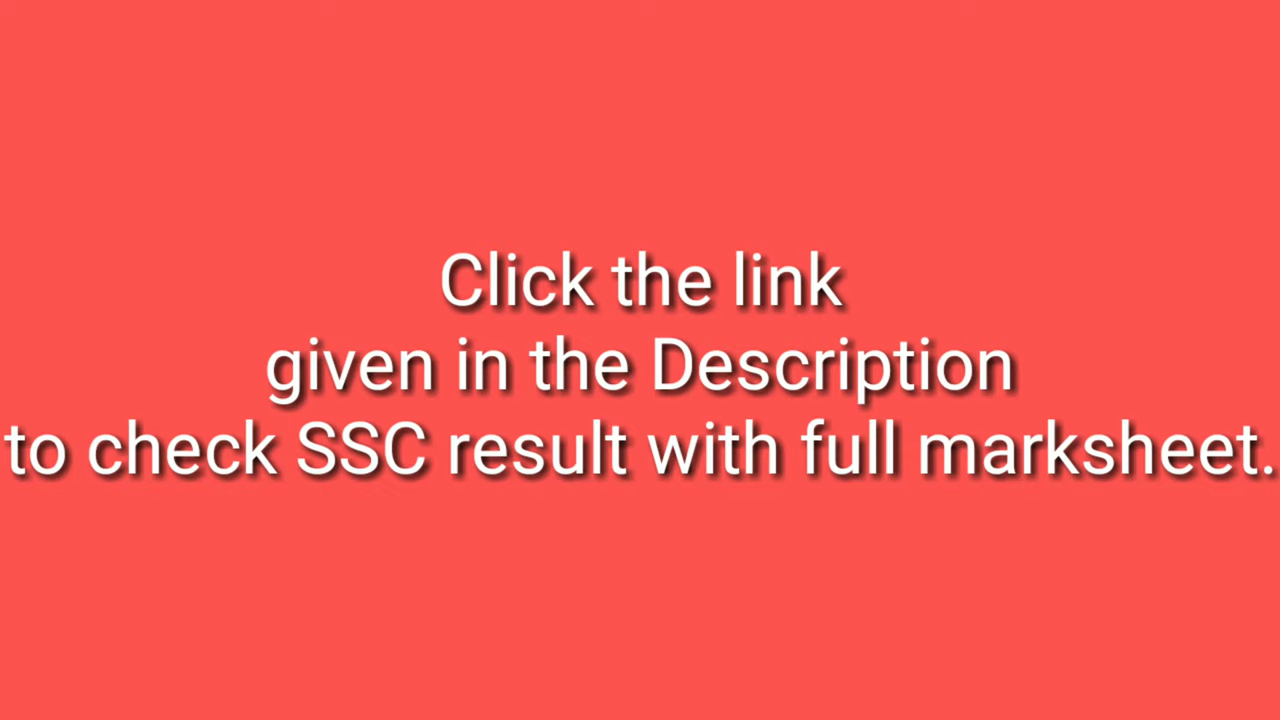 Click the link
given in the Description
to check SSC result with full marksheet.